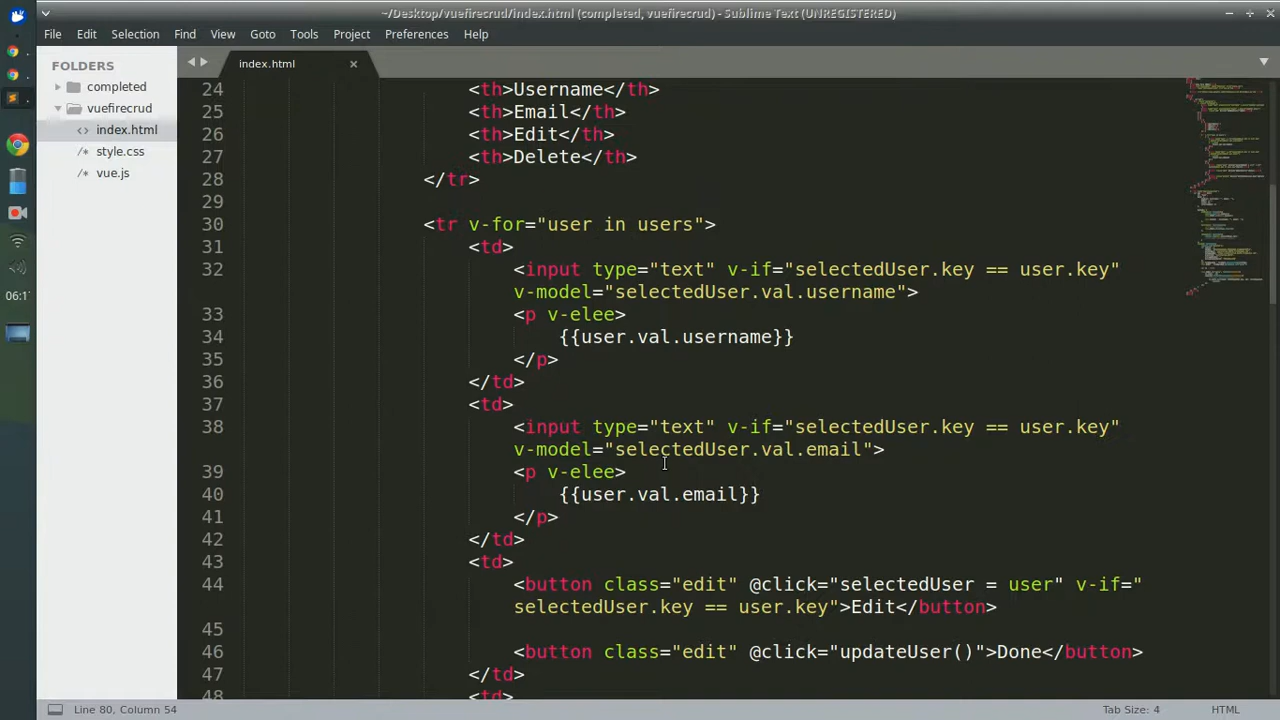 ~/Desktop/vuefirecrud/index.html (completed, vuefirecrud) - Sublime Text (UNREGISTERED)
File Edit Selection Find View Goto Tools Project Preferences Help
FOLDERS
completed
vuefirecrud
<> index.html
/* style.css
/* vue.js
06:1
index.html
24 <th>Username</th>
25 <th>Email</th>
26 <th>Edit</th>
27 <th>Delete</th>
28 </tr>
29
30 <tr v-for="user in users">
31 <td>
32 <input type="text" v-if="selectedUser.key == user.key"
v-model="selectedUser.val.username">
33 <p v-elee>
34 {{user.val.username}}
35 </p>
36 </td>
37 <td>
38 <input type="text" v-if="selectedUser.key == user.key"
v-model="selectedUser.val.email">
39 <p v-elee>
40 {{user.val.email}}
41 </p>
42 </td>
43 <td>
44 <button class="edit" @click="selectedUser = user" v-if="
selectedUser.key == user.key">Edit</button>
45
46 <button class="edit" @click="updateUser()">Done</button>
47 </td>
48 <td>
Line 80, Column 54
Tab Size: 4
HTML